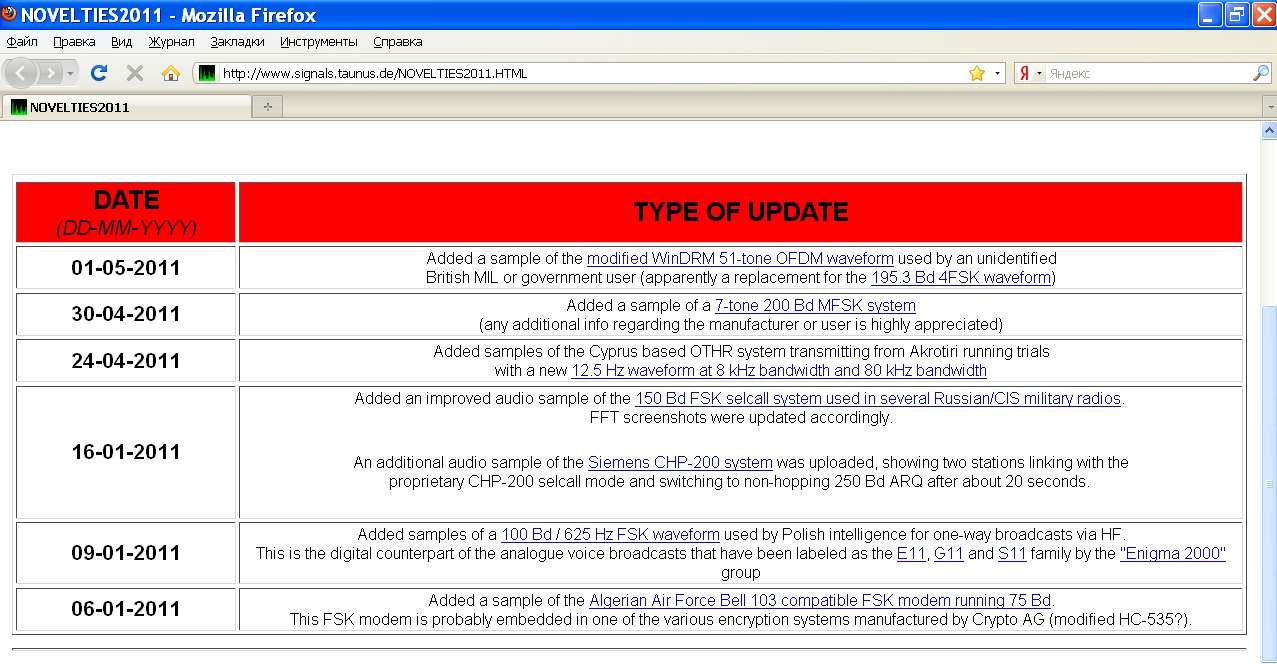 NOVELTIES2011 - Mozilla Firefox
Файл Правка Вид Журнал Закладки Инструменты Справка
http://www.signals.taunus.de/NOVELTIES2011.HTML
Я Яндекс
NOVELTIES2011
DATE
(DD-MM-YYYY)
TYPE OF UPDATE
01-05-2011
Added a sample of the modified WinDRM 51-tone OFDM waveform used by an unidentified
British MIL or government user (apparently a replacement for the 195.3 Bd 4FSK waveform)
30-04-2011
Added a sample of a 7-tone 200 Bd MFSK system
(any additional info regarding the manufacturer or user is highly appreciated)
24-04-2011
Added samples of the Cyprus based OTHR system transmitting from Akrotiri running trials
with a new 12.5 Hz waveform at 8 kHz bandwidth and 80 kHz bandwidth
16-01-2011
Added an improved audio sample of the 150 Bd FSK selcall system used in several Russian/CIS military radios.
FFT screenshots were updated accordingly.
An additional audio sample of the Siemens CHP-200 system was uploaded, showing two stations linking with the
proprietary CHP-200 selcall mode and switching to non-hopping 250 Bd ARQ after about 20 seconds.
09-01-2011
Added samples of a 100 Bd / 625 Hz FSK waveform used by Polish intelligence for one-way broadcasts via HF.
This is the digital counterpart of the analogue voice broadcasts that have been labeled as the E11, G11 and S11 family by the "Enigma 2000"
group
06-01-2011
Added a sample of the Algerian Air Force Bell 103 compatible FSK modem running 75 Bd.
This FSK modem is probably embedded in one of the various encryption systems manufactured by Crypto AG (modified HC-535?).